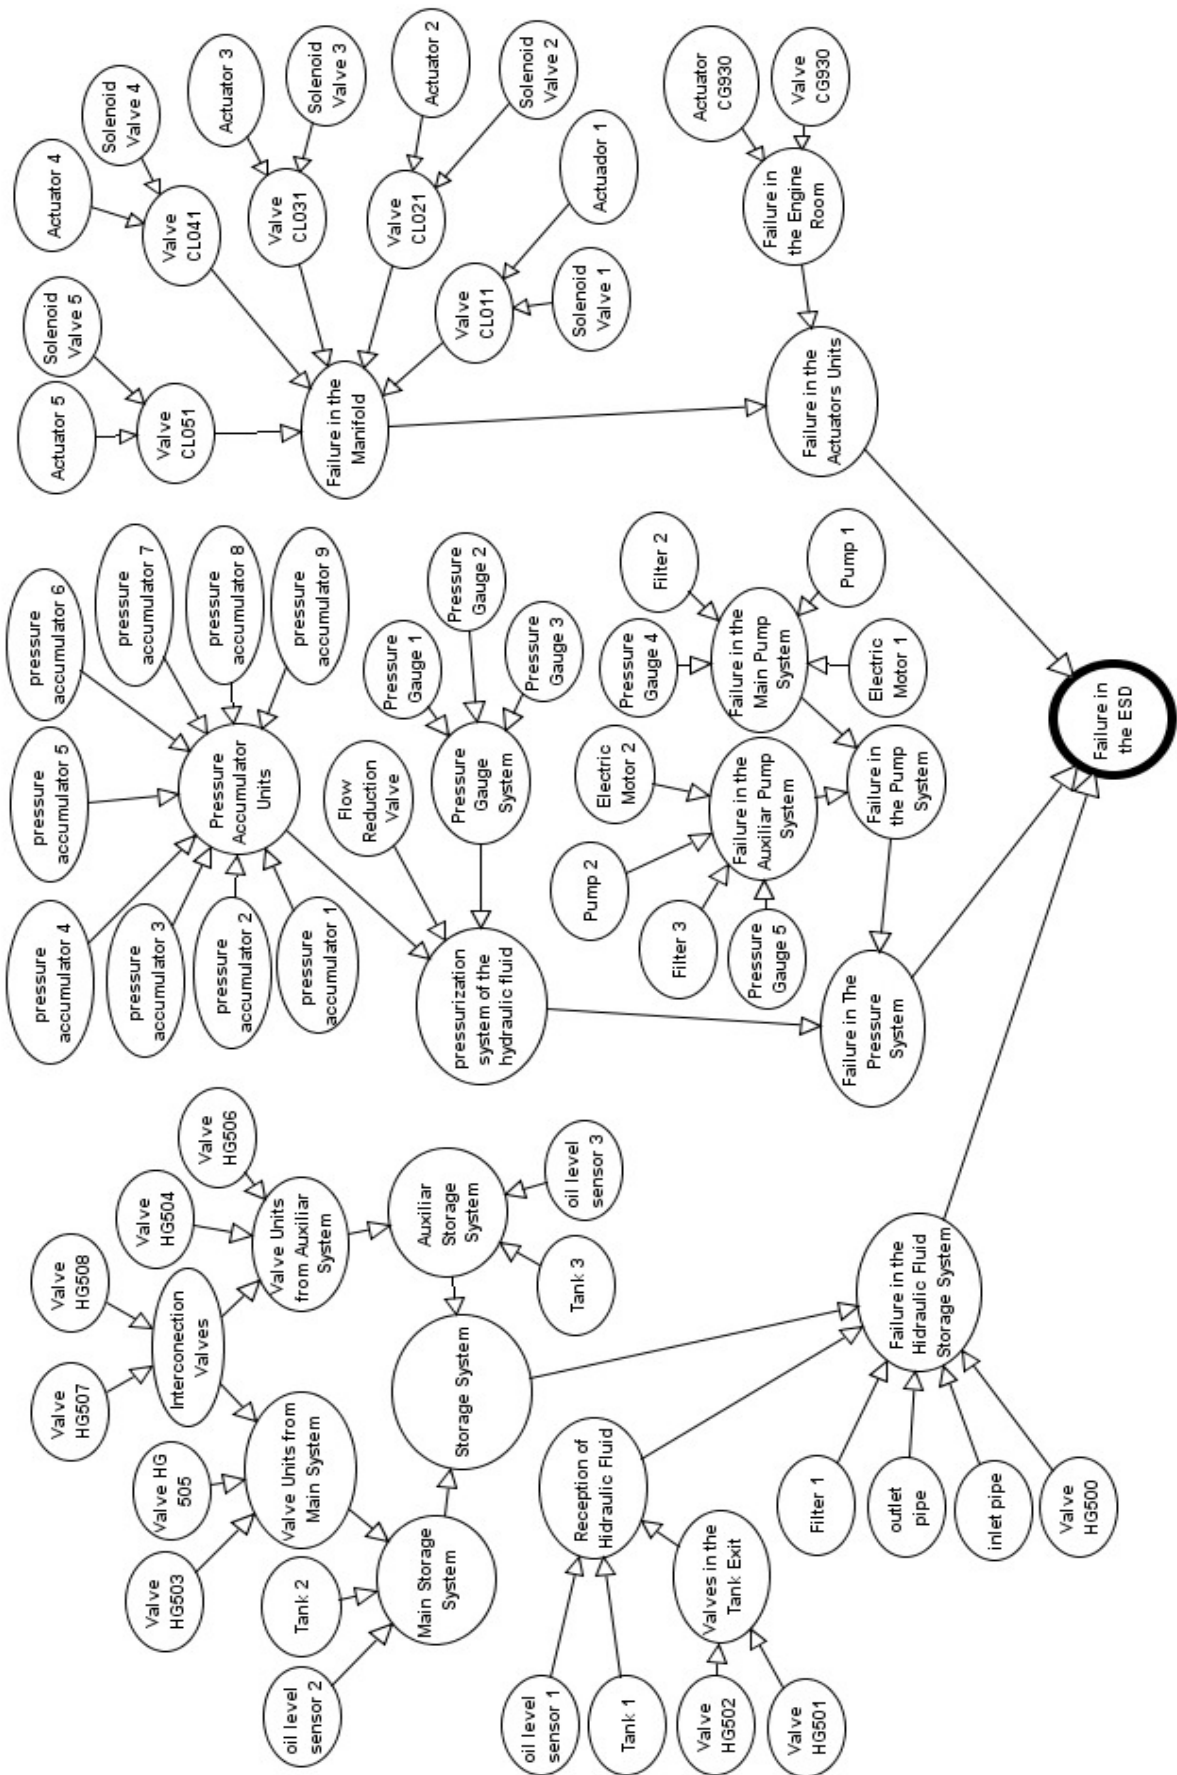 oil level
sensor 2
Valve
HG503
Tank 2
Valve HG
505
Valve
HG507
Valve
HG508
Interconection
Valves
Valve
HG504
Valve
HG506
Valve Units from
Main System
Valve Units
from Auxiliar
System
Main Storage
System
Auxiliar
Storage
System
Storage System
oil level
sensor 3
Tank 3
oil level
sensor 1
Tank 1
Valve
HG502
Valve
HG501
Valves in the
Tank Exit
Reception of
Hidraulic Fluid
Filter 1
outlet
pipe
inlet pipe
Valve
HG500
Failure in the
Hidraulic Fluid
Storage System
pressure
accumulator 4
pressure
accumulator 3
pressure
accumulator 2
pressure
accumulator 1
pressure
accumulator 5
pressure
accumulator 6
pressure
accumulator 7
pressure
accumulator 8
pressure
accumulator 9
Pressure
Accumulator
Units
Flow
Reduction
Valve
Pressure
Gauge 1
Pressure
Gauge 2
Pressure
Gauge 3
Pressure
Gauge
System
pressurization
system of the
hydraulic fluid
Pump 2
Electric
Motor 2
Filter 3
Pressure
Gauge 5
Failure in the
Auxiliar Pump
System
Pressure
Gauge 4
Filter 2
Pump 1
Electric
Motor 1
Failure in the
Main Pump
System
Failure in
the Pump
System
Failure in The
Pressure
System
Actuator 5
Solenoid
Valve 5
Valve
CL051
Actuator 4
Solenoid
Valve 4
Valve
CL041
Actuator 3
Solenoid
Valve 3
Valve
CL031
Actuator 2
Solenoid
Valve 2
Valve
CL021
Actuador 1
Solenoid
Valve 1
Valve
CL011
Failure in the
Manifold
Actuator
CG930
Valve
CG930
Failure in
the Engine
Room
Failure in the
Actuators Units
Failure in
the ESD